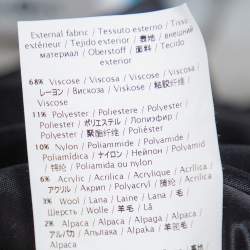 External fabric / Tessuto esterno / Tissu
extérieur / Tejido exterior / 表地 / внешний
материал / Oberstoff / 面料 / Tecido
exterior
68% Viscose / Viscosa / Viscose / Viscosa
レーヨン / Вискоза / Viskose / 粘胶纤维 /
Viscose
11% Polyester / Poliestere / Polyester /
Poliéster / ポリエステル / Полиэфир /
Polyester / 聚酯纤维 / Poliéster
10% Nylon / Poliammide / Polyamide /
Poliamídica / ナイロン / Нейлон / Polyamid
/ 锦纶 / Poliamida ou nylon
6% Acrylic / Acrilica / Acrylique / Acrílico /
アクリル / Акрил / Polyacryl / 腈纶 / Acrílico
3% Wool / Lana / Laine / Lana / 毛 /
Шерсть / Wolle / 羊毛 / Lã
2% Alpaca / Alpaca / Alpaga / Alpaca /
アルパカ / Альпака / Alpaka / 羊驼毛 /
Alpaca